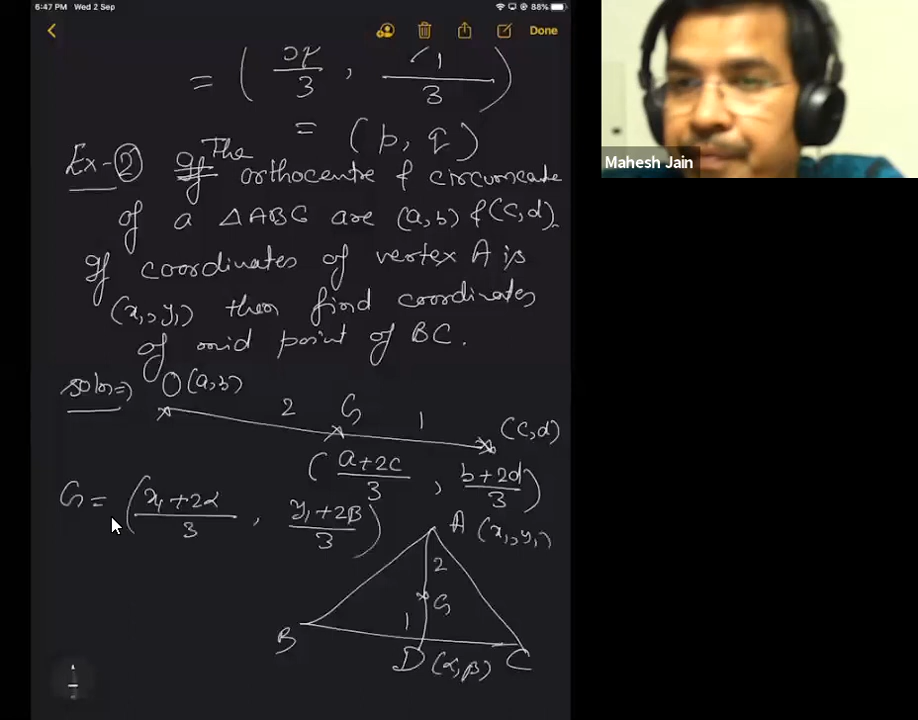 6:47 PM Wed 2 Sep 88%
Done
= ( /3 , /3 )
= (p, q)
Ex-② If The orthocentre & circumcentre
of a △ABC are (a,b) & (c,d).
If coordinates of vertex A is
(x₁, y₁) then find coordinates
of mid point of BC.
soln⇒ O(a,b) 2 G 1 (c,d)
( a+2c/3 , b+2d/3 )
G = ( x₁+2α/3 , y₁+2β/3 )
A (x₁, y₁)
2
G
1
B D(α,β) C
Mahesh Jain